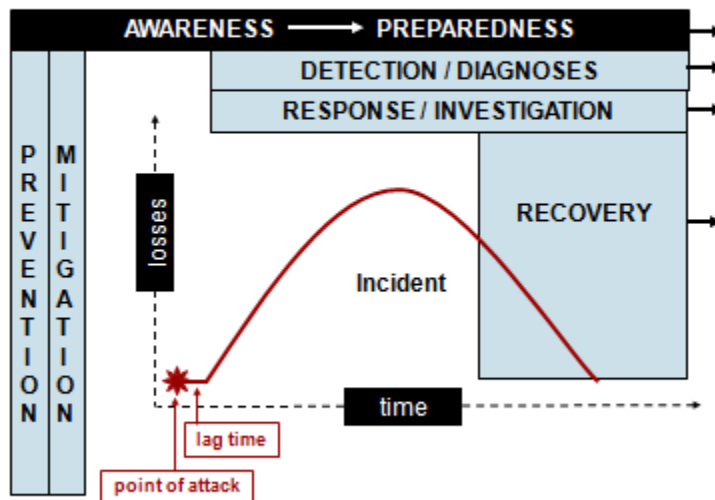 AWARENESS PREPAREDNESS
DETECTION / DIAGNOSES
RESPONSE / INVESTIGATION
PREVENTION
MITIGATION
RECOVERY
losses
Incident
time
lag time
point of attack